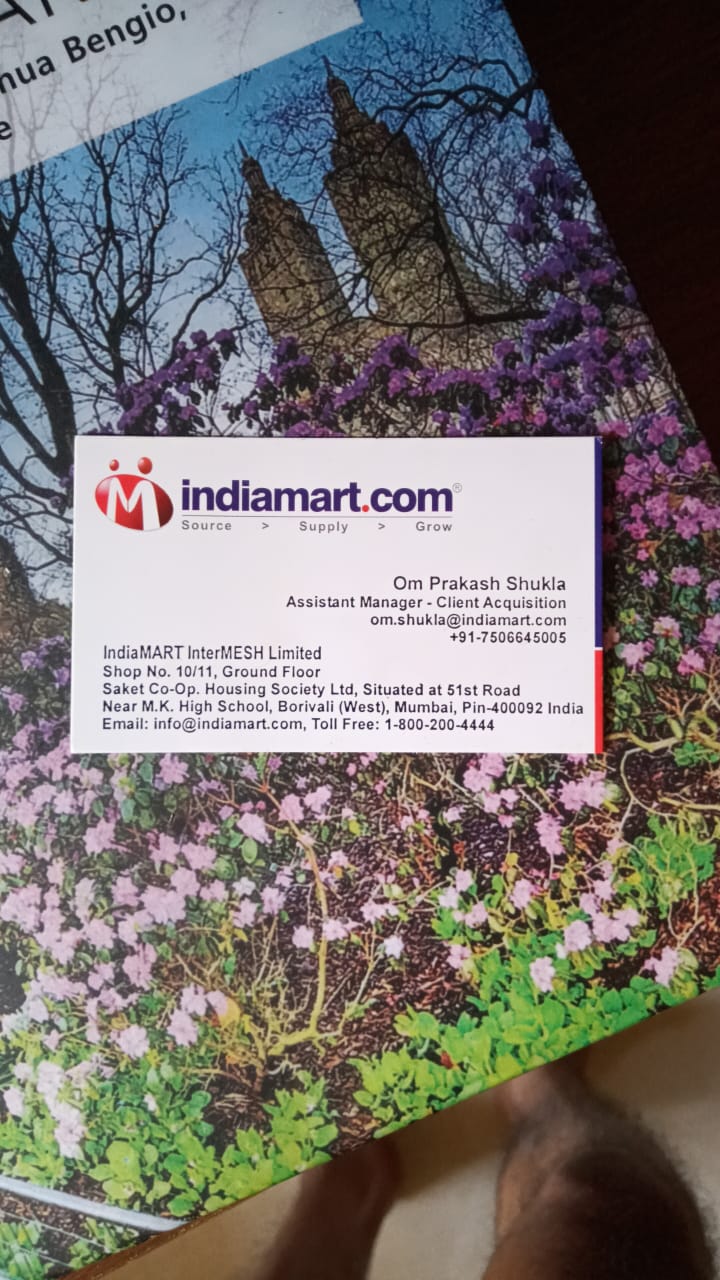 hua Bengio,
e
indiamart.com®
Source > Supply > Grow
Om Prakash Shukla
Assistant Manager - Client Acquisition
om.shukla@indiamart.com
+91-7506645005
IndiaMART InterMESH Limited
Shop No. 10/11, Ground Floor
Saket Co-Op. Housing Society Ltd, Situated at 51st Road
Near M.K. High School, Borivali (West), Mumbai, Pin-400092 India
Email: info@indiamart.com, Toll Free: 1-800-200-4444